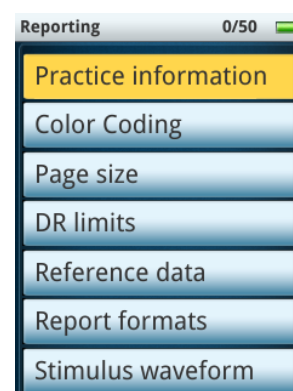 Reporting 0/50
Practice information
Color Coding
Page size
DR limits
Reference data
Report formats
Stimulus waveform